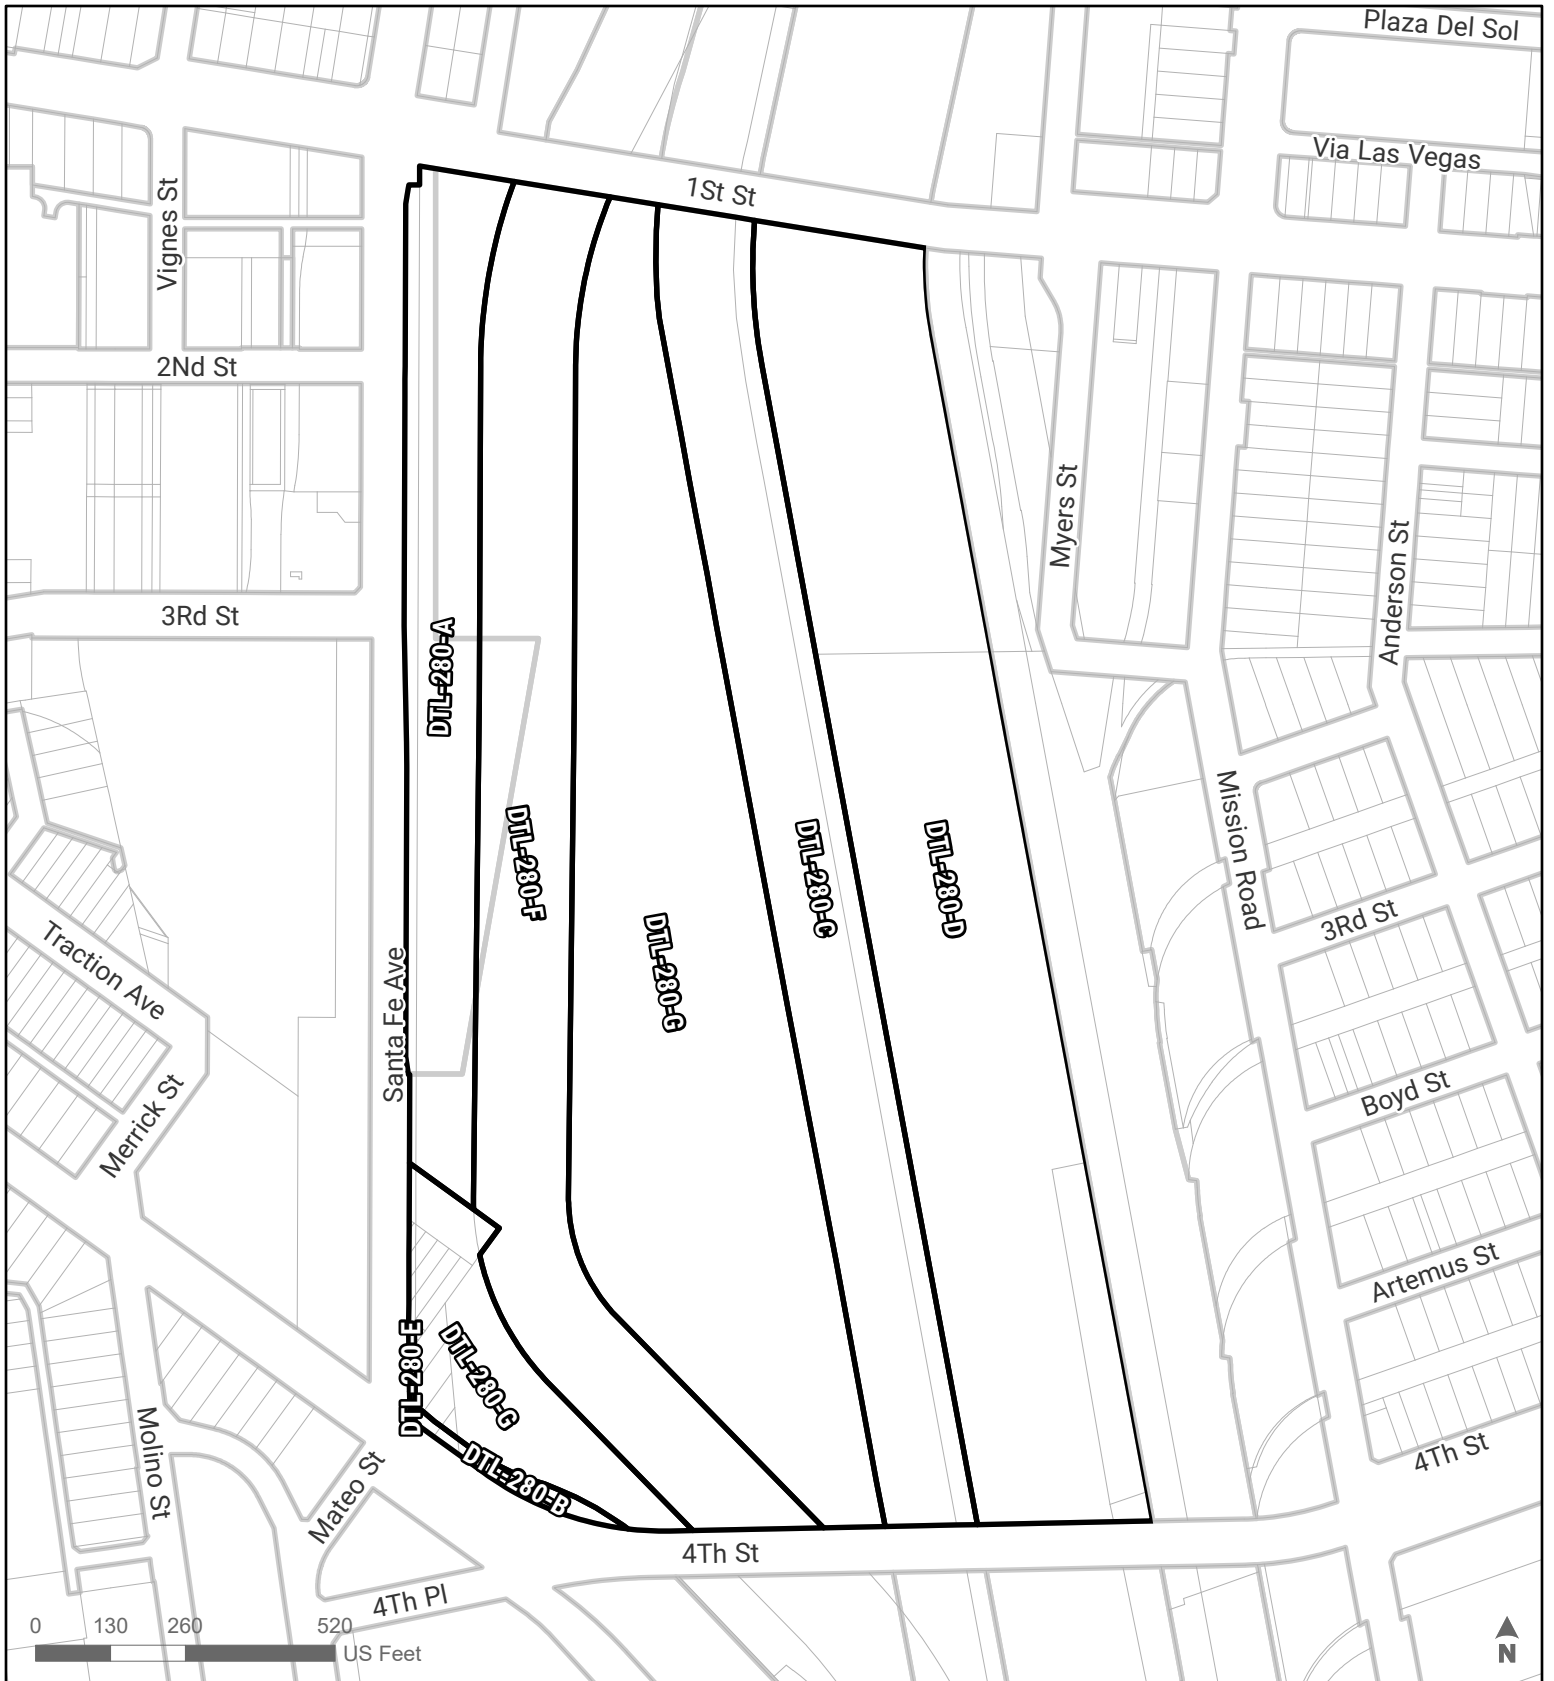 Plaza Del Sol
Via Las Vegas
1St St
Vignes St
2Nd St
Myers St
Anderson St
3Rd St
DTL-280-A
Mission Road
DTL-280-F
DTL-280-C
DTL-280-D
DTL-280-G
3Rd St
Traction Ave
Santa Fe Ave
Boyd St
Merrick St
Artemus St
DTL-280-E
DTL-280-G
Molino St
Mateo St
DTL-280-B
4Th St
4Th St
4Th Pl
0 130 260 520
US Feet
N